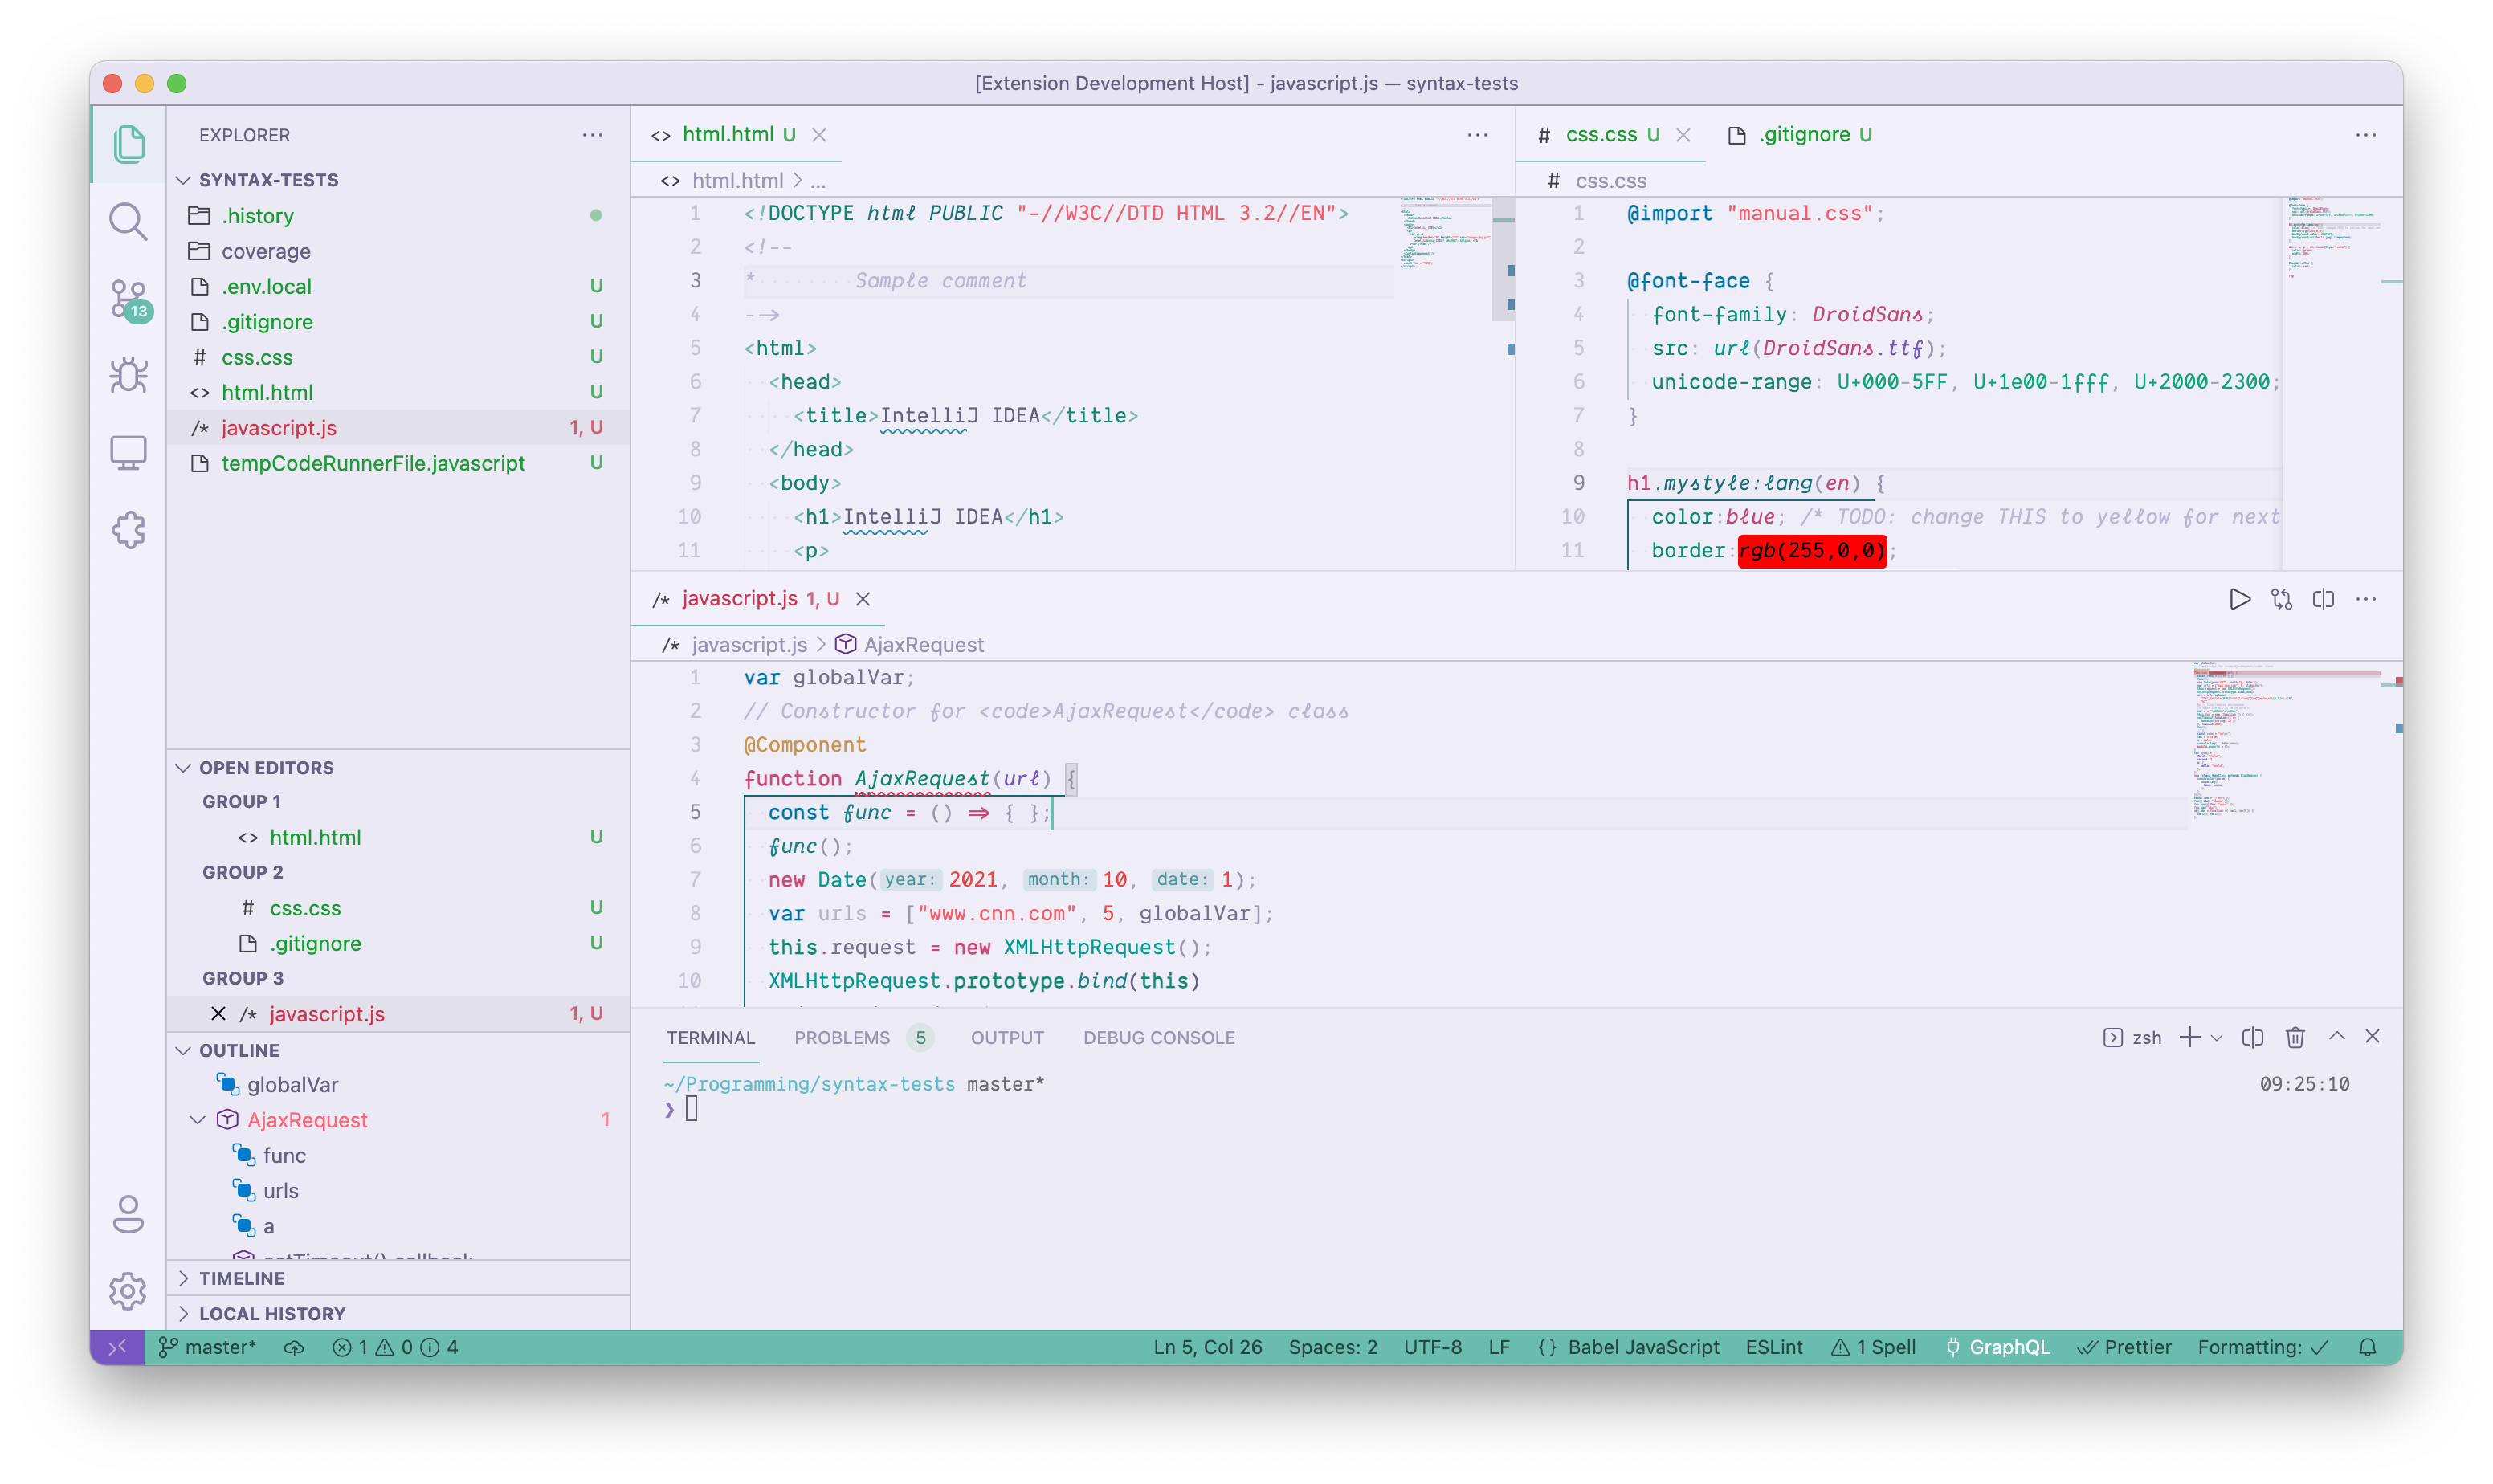 [Extension Development Host] - javascript.js — syntax-tests
EXPLORER
SYNTAX-TESTS
.history
coverage
.env.local U
.gitignore U
# css.css U
<> html.html U
/* javascript.js 1, U
tempCodeRunnerFile.javascript U
OPEN EDITORS
GROUP 1
<> html.html U
GROUP 2
# css.css U
.gitignore U
GROUP 3
/* javascript.js 1, U
OUTLINE
globalVar
AjaxRequest 1
func
urls
a
setTimeout() callback
TIMELINE
LOCAL HISTORY
13
<> html.html U
<> html.html > ...
1 <!DOCTYPE html PUBLIC "-//W3C//DTD HTML 3.2//EN">
2 <!--
3 * Sample comment
4 -->
5 <html>
6 <head>
7 <title>IntelliJ IDEA</title>
8 </head>
9 <body>
10 <h1>IntelliJ IDEA</h1>
11 <p>
# css.css U .gitignore U
# css.css
1 @import "manual.css";
2
3 @font-face {
4 font-family: DroidSans;
5 src: url(DroidSans.ttf);
6 unicode-range: U+000-5FF, U+1e00-1fff, U+2000-2300;
7 }
8
9 h1.mystyle:lang(en) {
10 color:blue; /* TODO: change THIS to yellow for next
11 border:rgb(255,0,0);
/* javascript.js 1, U
/* javascript.js > AjaxRequest
1 var globalVar;
2 // Constructor for <code>AjaxRequest</code> class
3 @Component
4 function AjaxRequest(url) {
5 const func = () => { };
6 func();
7 new Date(year: 2021, month: 10, date: 1);
8 var urls = ["www.cnn.com", 5, globalVar];
9 this.request = new XMLHttpRequest();
10 XMLHttpRequest.prototype.bind(this)
TERMINAL PROBLEMS 5 OUTPUT DEBUG CONSOLE zsh
~/Programming/syntax-tests master* 09:25:10
❯
master* 1 0 4 Ln 5, Col 26 Spaces: 2 UTF-8 LF {} Babel JavaScript ESLint 1 Spell GraphQL Prettier Formatting: ✓